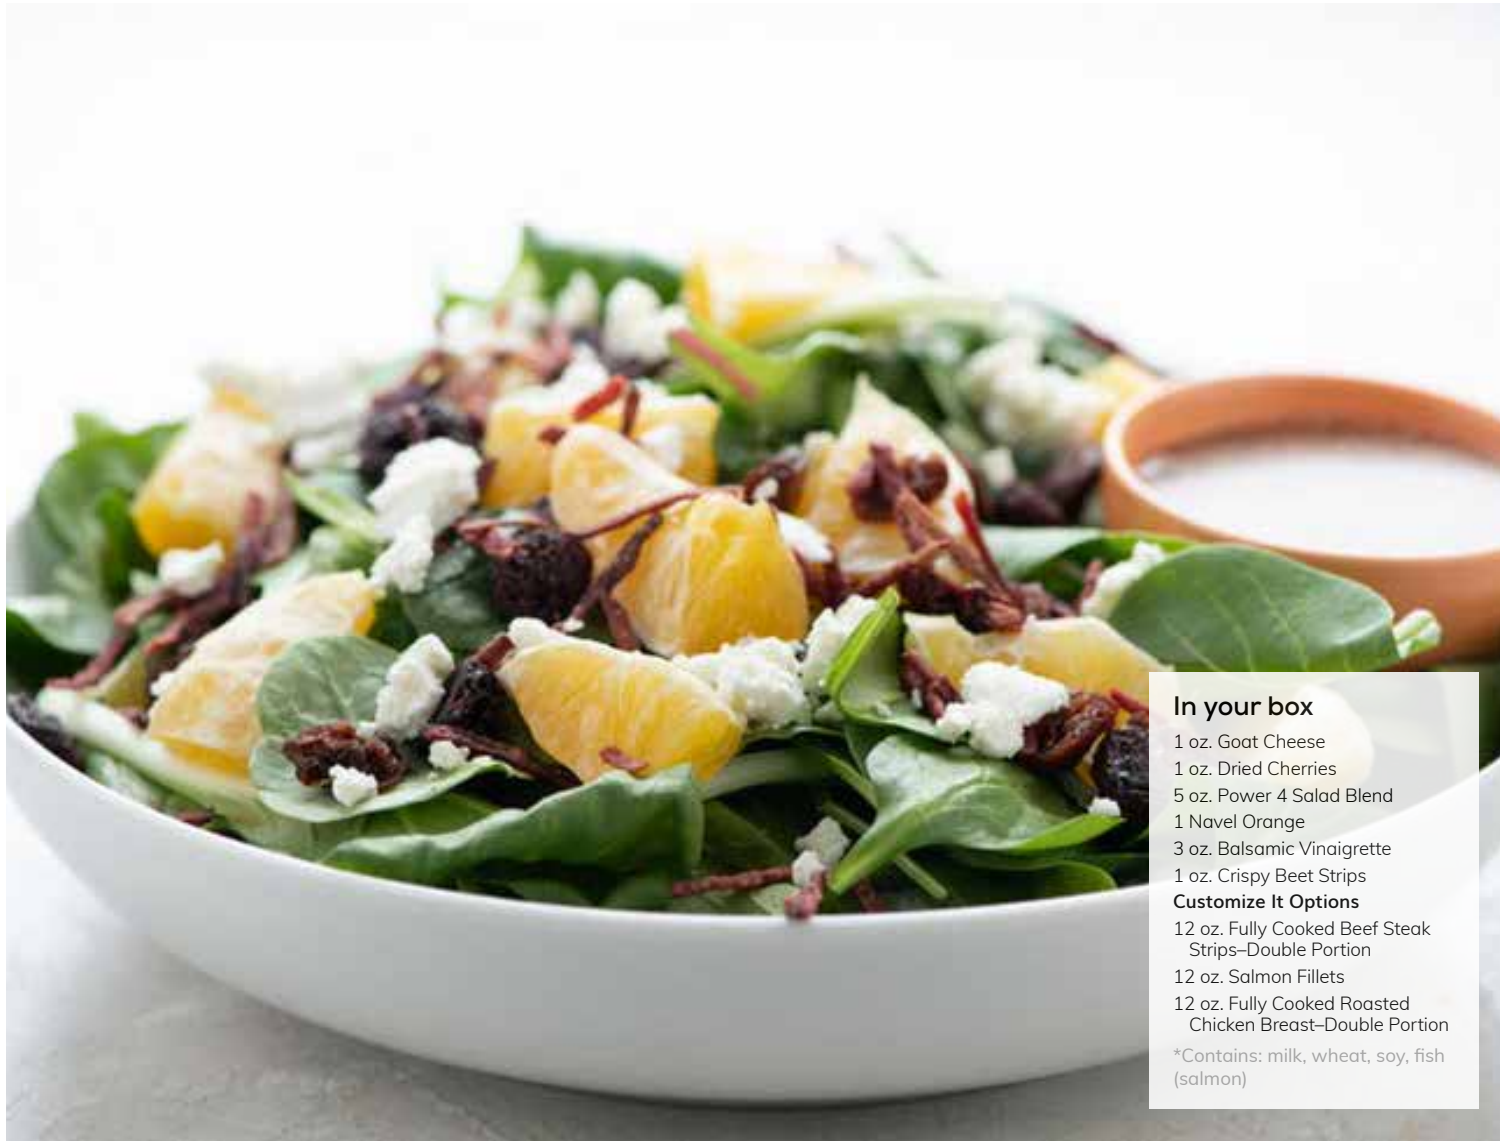 In your box
1 oz. Goat Cheese
1 oz. Dried Cherries
5 oz. Power 4 Salad Blend
1 Navel Orange
3 oz. Balsamic Vinaigrette
1 oz. Crispy Beet Strips
Customize It Options
12 oz. Fully Cooked Beef Steak
Strips–Double Portion
12 oz. Salmon Fillets
12 oz. Fully Cooked Roasted
Chicken Breast–Double Portion
*Contains: milk, wheat, soy, fish
(salmon)